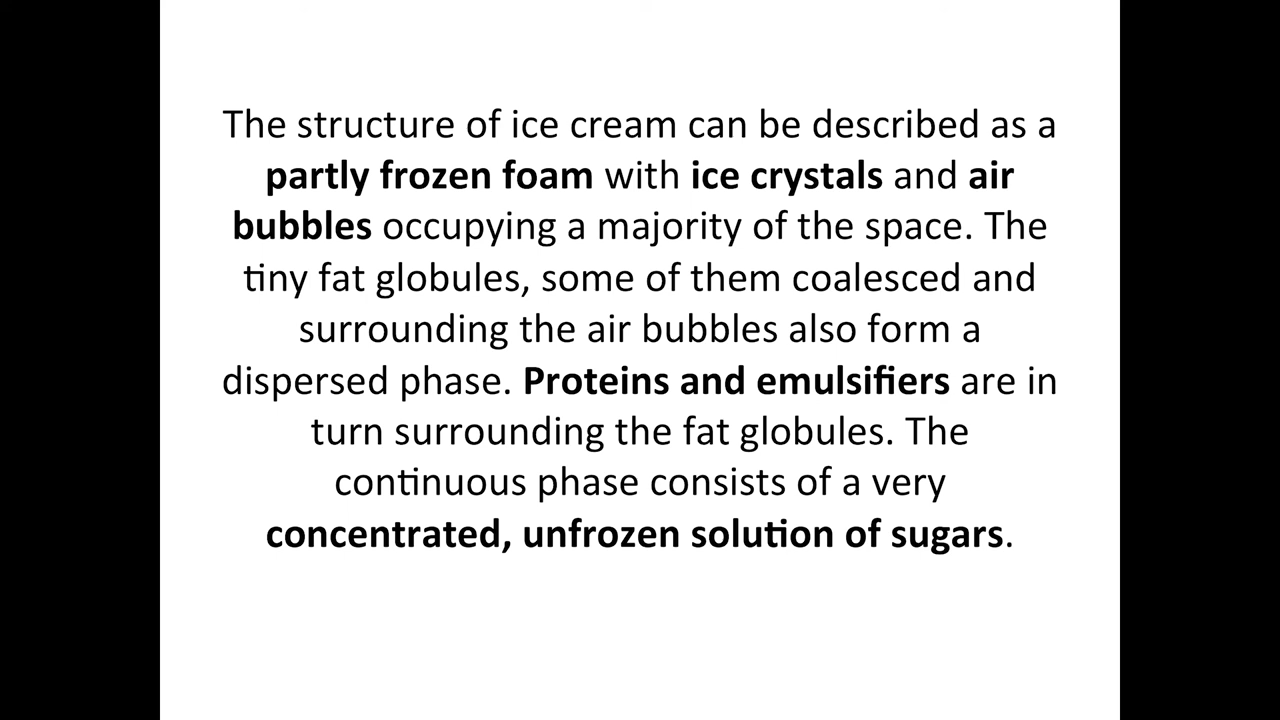 The structure of ice cream can be described as a
partly frozen foam with ice crystals and air
bubbles occupying a majority of the space. The
tiny fat globules, some of them coalesced and
surrounding the air bubbles also form a
dispersed phase. Proteins and emulsifiers are in
turn surrounding the fat globules. The
continuous phase consists of a very
concentrated, unfrozen solution of sugars.